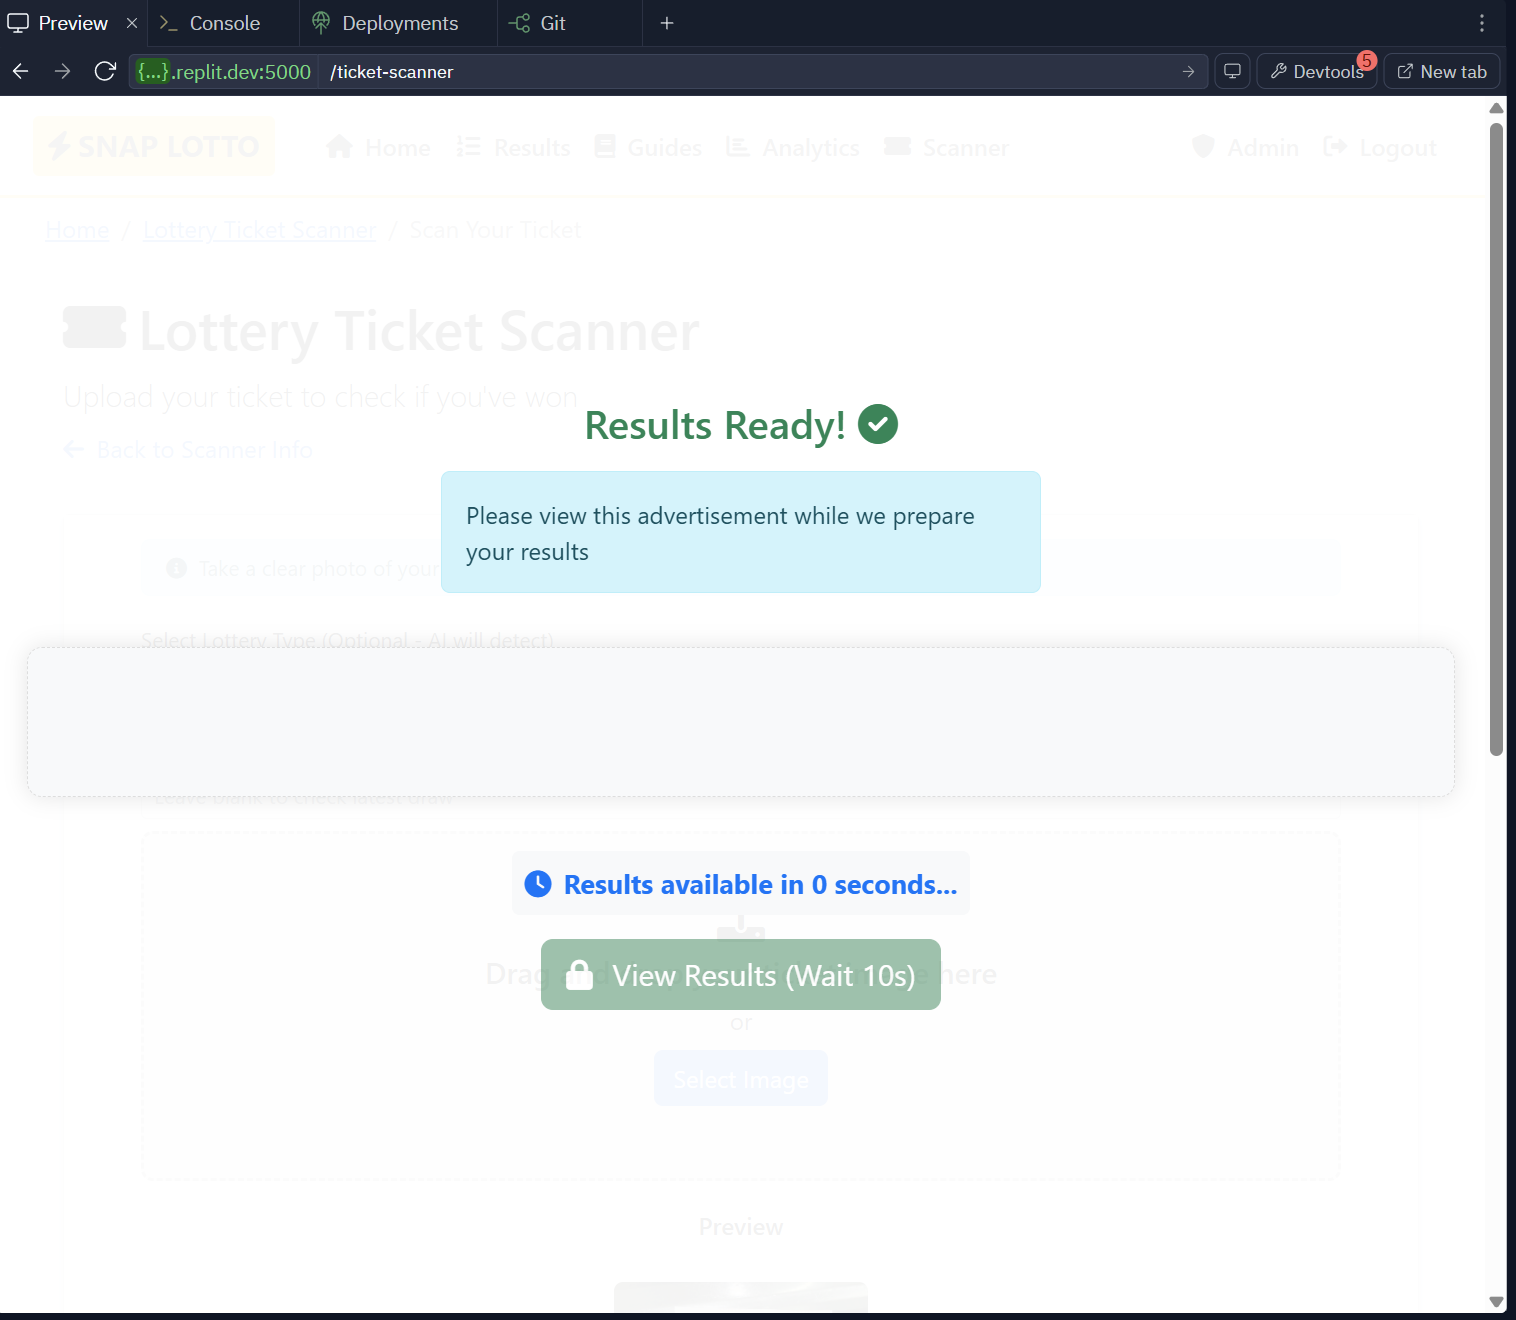 Preview
Console
Deployments
Git
{...}.replit.dev:5000 /ticket-scanner
Devtools 5
New tab
SNAP LOTTO
Home
Results
Guides
Analytics
Scanner
Admin
Logout
Home / Lottery Ticket Scanner / Scan Your Ticket
Lottery Ticket Scanner
Upload your ticket to check if you've won
Results Ready!
Back to Scanner Info
Please view this advertisement while we prepare
your results
Take a clear photo of your
Select Lottery Type (Optional - AI will detect)
Leave blank to check latest draw
Results available in 0 seconds...
Drag and here
View Results (Wait 10s)
or
Select Image
Preview